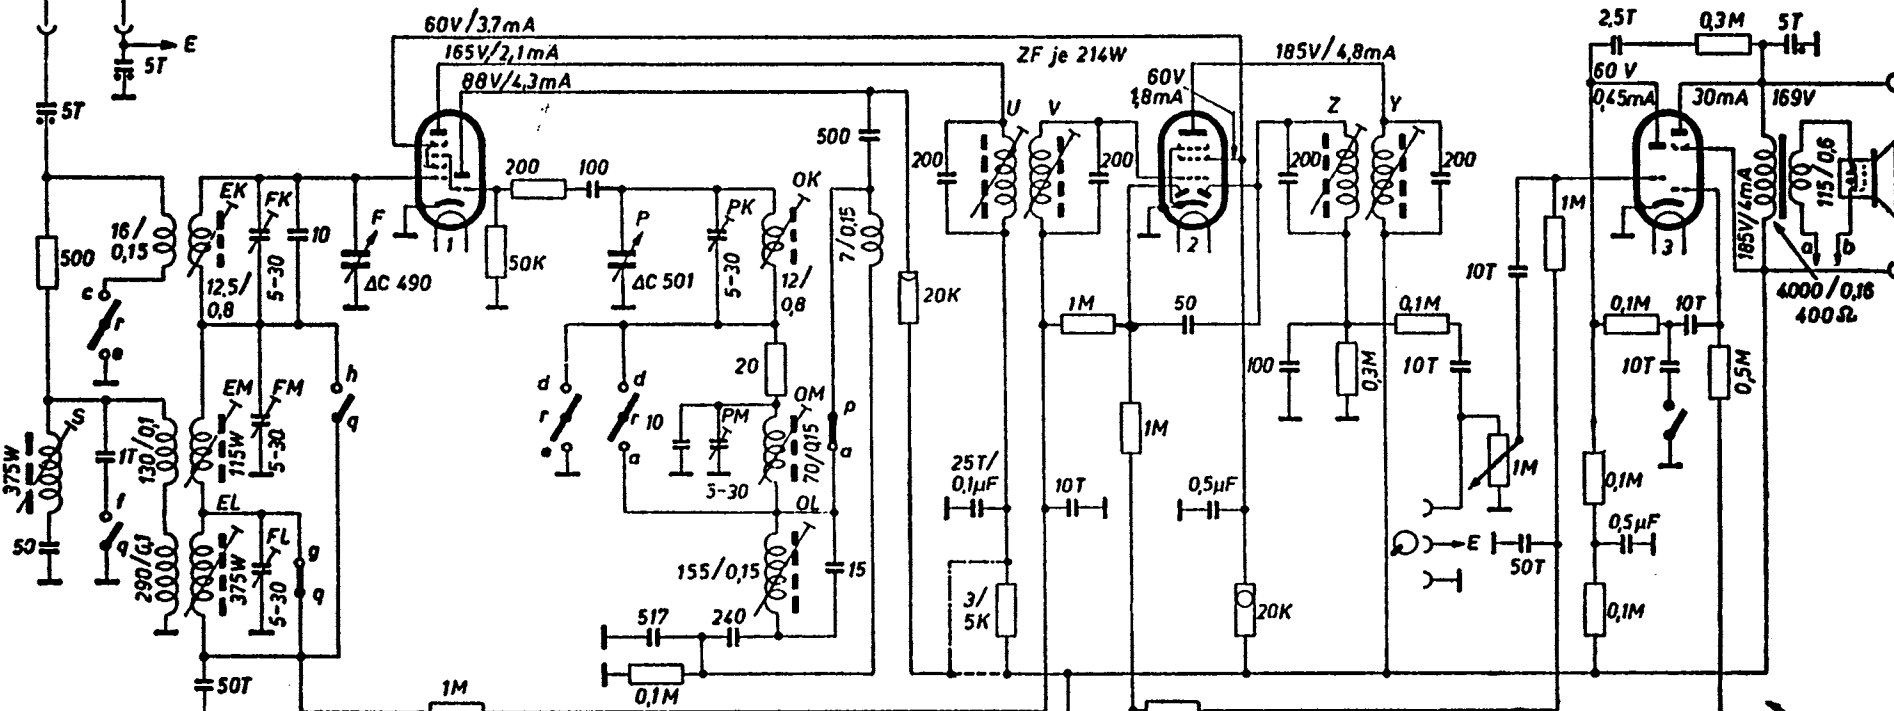 60V/3.7mA
165V/2,1mA
88V/4,3mA
ZF je 214W
185V/4,8mA
60V
1,8mA
2,5T
0,3M
5T
60 V
0,45mA
30mA
169V
E
5T
5T
500
200
100
U
V
Z
Y
200
200
200
200
1
2
3
16/
0,15
EK
FK
10
F
ΔC 490
50K
P
ΔC 501
PK
5-30
OK
12/
0,8
7/0,15
20K
500
12,5/
0,8
5-30
c
r
e
1M
50
100
0,3M
0,1M
10T
10T
1M
185V/4mA
115/0,6
a
b
4000/0,16
400Ω
0,1M
10T
10T
0,5M
20
h
q
EM
FM
115W
5-30
S
375W
1T
f
q
50
130/0,1
290/0,1
d
r
e
d
r
a
10
PM
5-30
OM
70/0,15
p
a
OL
155/0,15
15
EL
FL
375W
5-30
g
q
517
240
0,1M
50T
1M
25T/
0,1µF
10T
3/
5K
1M
0,5µF
20K
1M
E
50T
0,1M
0,5µF
0,1M